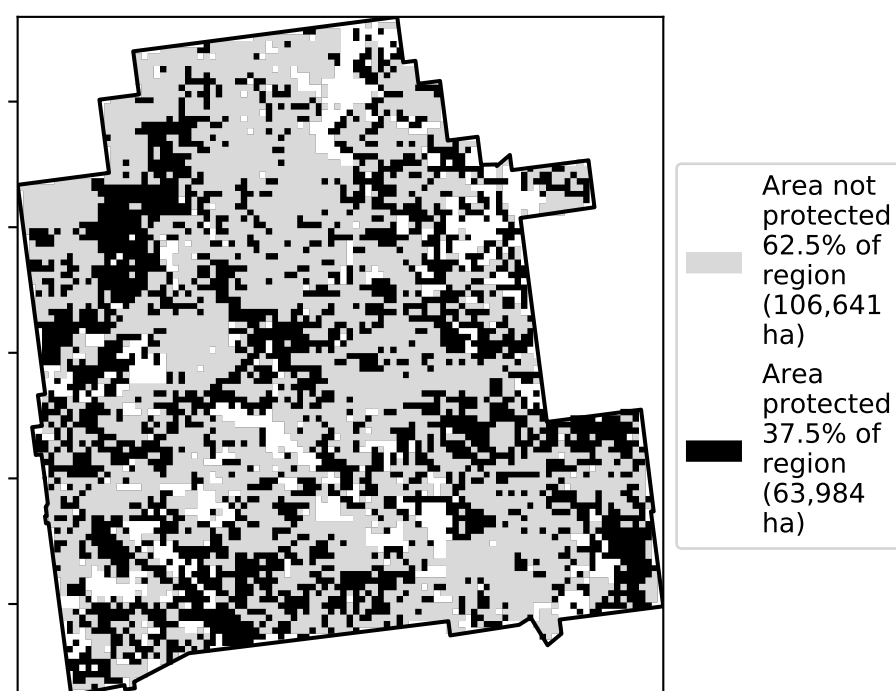 Area not
protected
62.5% of
region
(106,641
ha)
Area
protected
37.5% of
region
(63,984
ha)